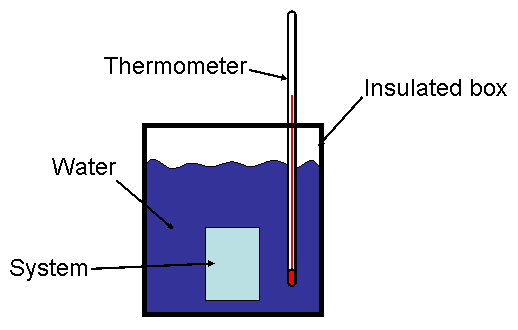 Thermometer
Insulated box
Water
System